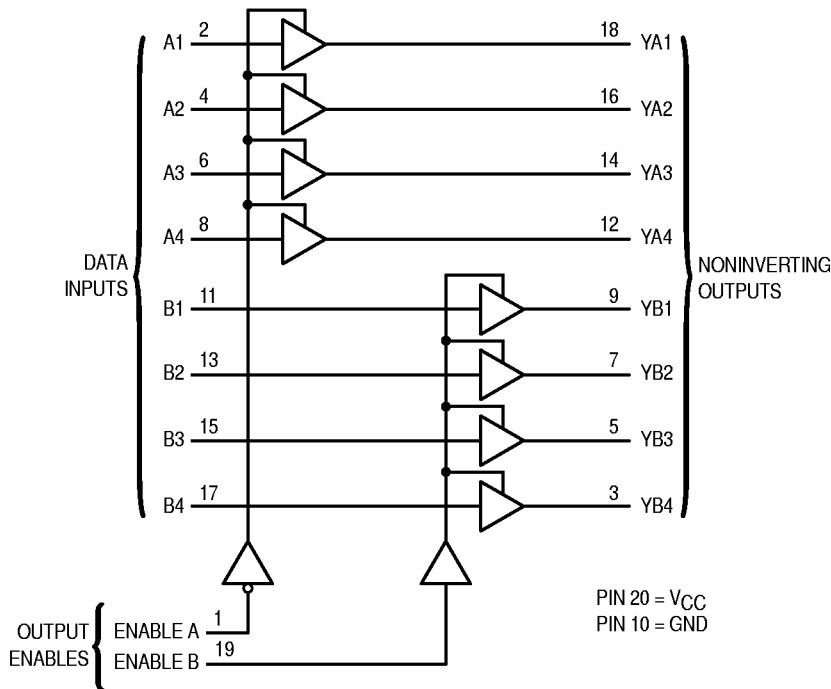 A1 2 18 YA1
A2 4 16 YA2
A3 6 14 YA3
A4 8 12 YA4
DATA
INPUTS
NONINVERTING
OUTPUTS
B1 11 9 YB1
B2 13 7 YB2
B3 15 5 YB3
B4 17 3 YB4
OUTPUT
ENABLES
ENABLE A 1
ENABLE B 19
PIN 20 = VCC
PIN 10 = GND